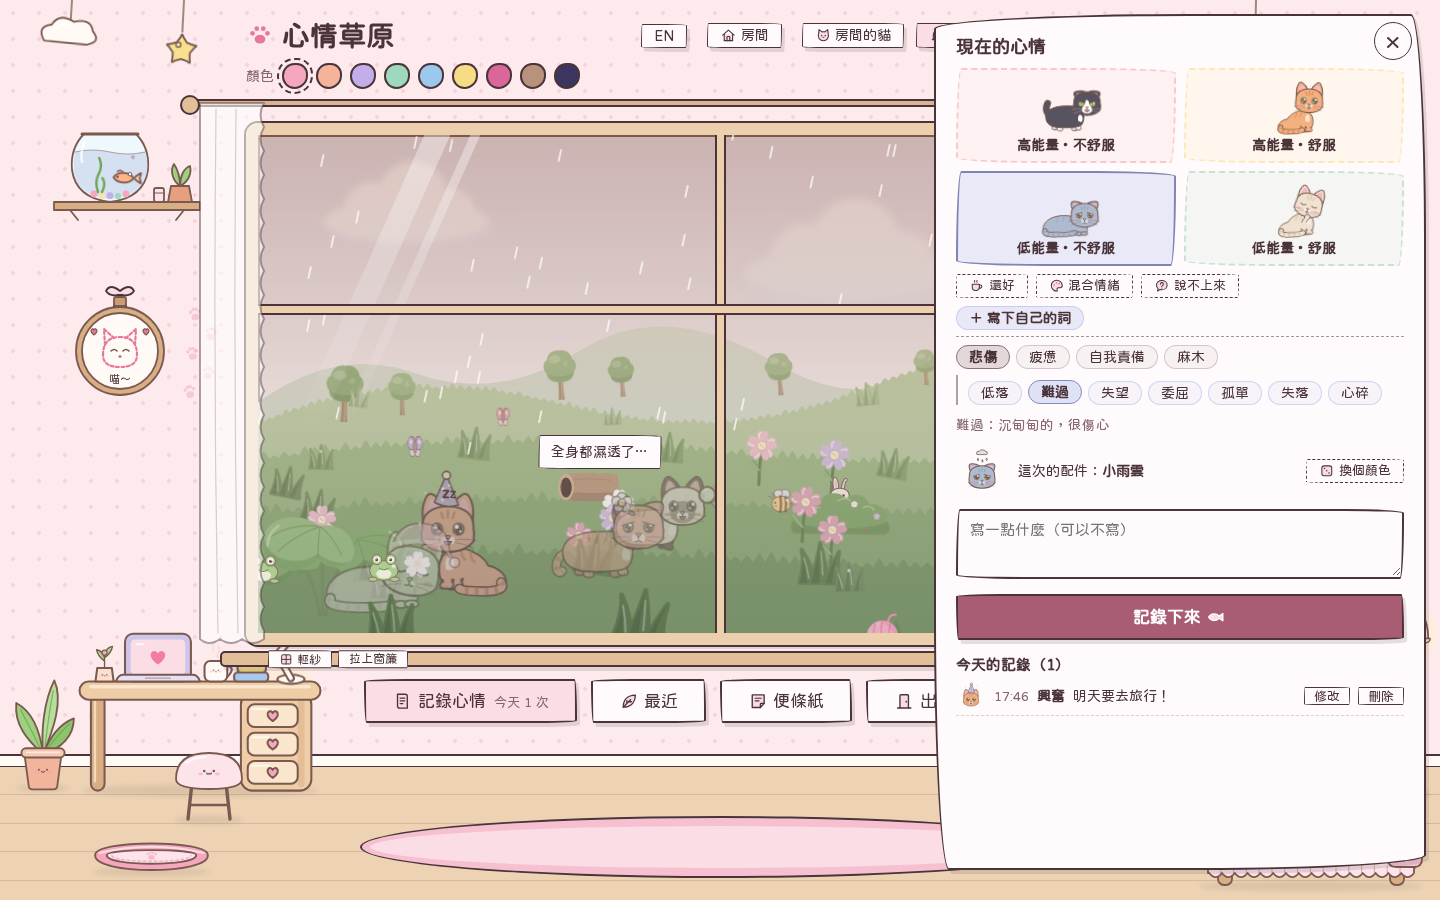 心情草原
EN
房間
房間的貓
顏色
喵～
全身都濕透了⋯
Zz
輕紗
拉上窗簾
記錄心情 今天 1 次
最近
便條紙
出
現在的心情
高能量・不舒服
高能量・舒服
低能量・不舒服
低能量・舒服
還好
混合情緒
說不上來
＋ 寫下自己的詞
悲傷
疲憊
自我責備
麻木
低落
難過
失望
委屈
孤單
失落
心碎
難過：沉甸甸的，很傷心
這次的配件：小雨雲
換個顏色
寫一點什麼（可以不寫）
記錄下來
今天的記錄（1）
17:46 興奮 明天要去旅行！
修改
刪除